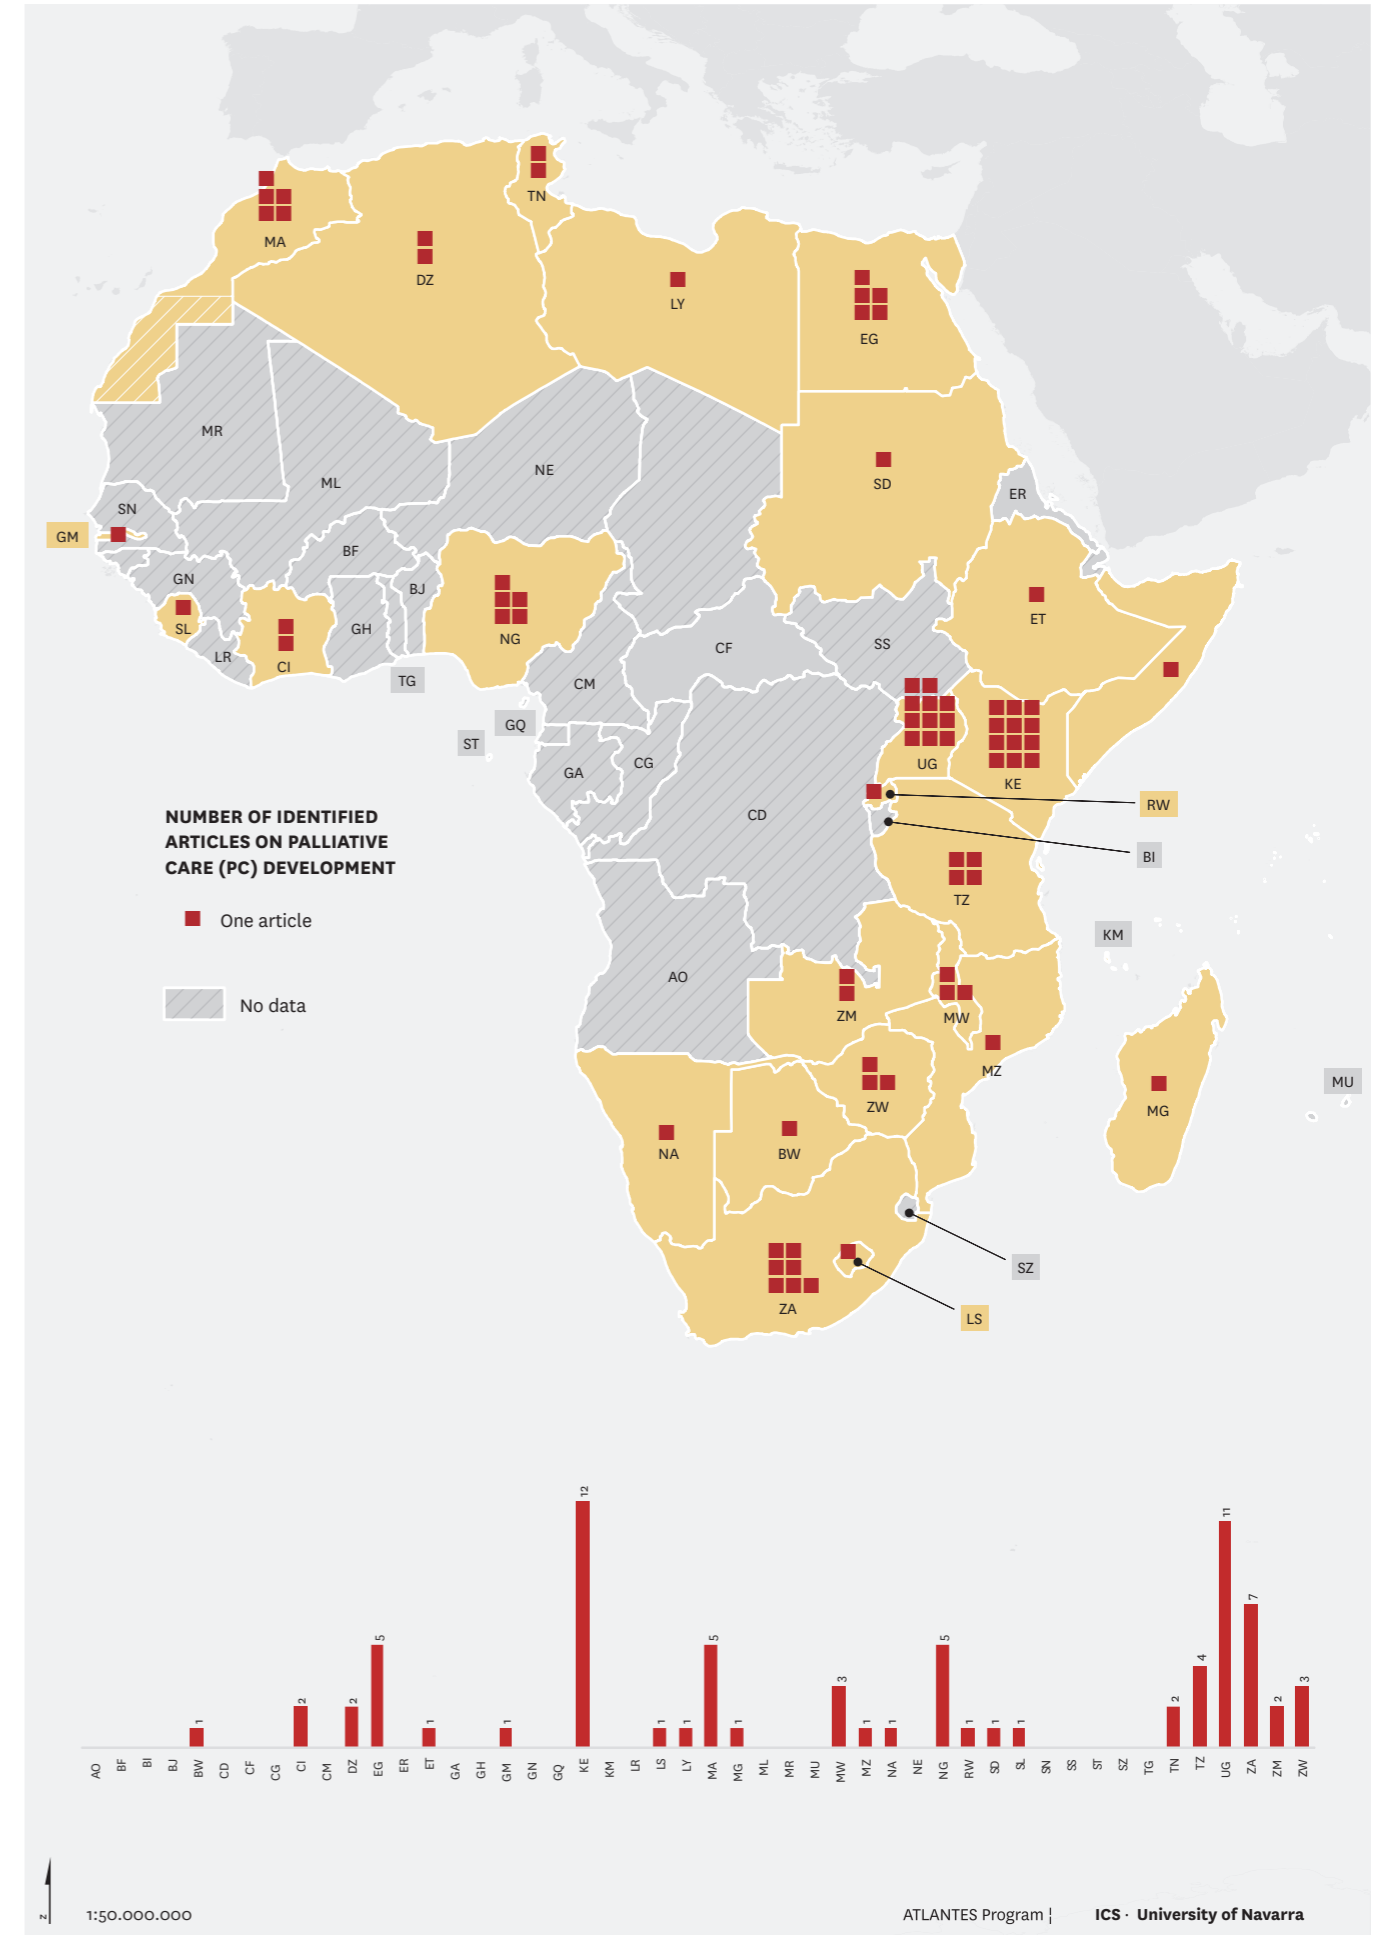 TN
MA
DZ
LY
EG
MR
ML
NE
SD
ER
SN
GM
BF
GN
BJ
SL
NG
ET
GH
LR
CI
CF
SS
TG
CM
GQ
ST
CG
GA
UG
KE
RW
CD
BI
NUMBER OF IDENTIFIED
ARTICLES ON PALLIATIVE
CARE (PC) DEVELOPMENT
TZ
One article
KM
AO
No data
ZM
MW
MZ
MU
ZW
MG
NA
BW
SZ
ZA
LS
1
2
2
5
1
1
12
1
1
5
1
3
1
1
5
1
1
1
2
4
11
7
2
3
AO
BF
BI
BJ
BW
CD
CF
CG
CI
CM
DZ
EG
ER
ET
GA
GH
GM
GN
GQ
KE
KM
LR
LS
LY
MA
MG
ML
MR
MU
MW
MZ
NA
NE
NG
RW
SD
SL
SN
SS
ST
SZ
TG
TN
TZ
UG
ZA
ZM
ZW
N
1:50.000.000
ATLANTES Program ¦ ICS · University of Navarra